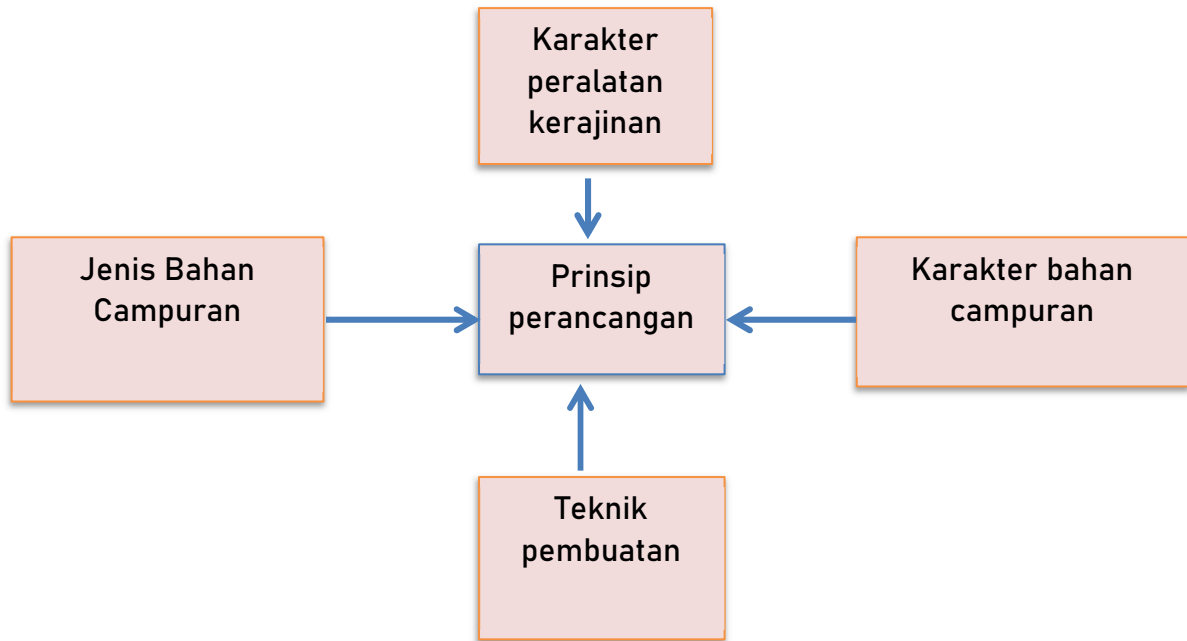 Karakter
peralatan
kerajinan
Jenis Bahan
Campuran
Prinsip
perancangan
Karakter bahan
campuran
Teknik
pembuatan